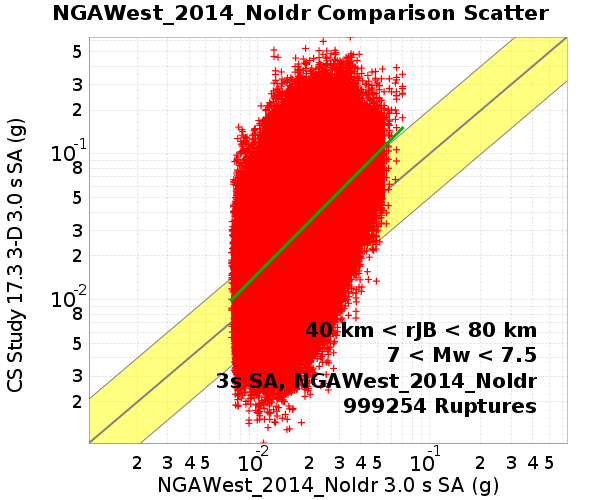 NGAWest_2014_NoIdr Comparison Scatter
CS Study 17.3 3-D 3.0 s SA (g)
5
3
2
10-1
8
5
3
2
10-2
8
5
3
2
40 km < rJB < 80 km
7 < Mw < 7.5
3s SA, NGAWest_2014_NoIdr
999254 Ruptures
2 3 4 5 10-2 2 3 4 5 10-1 2 3 4 5
NGAWest_2014_NoIdr 3.0 s SA (g)